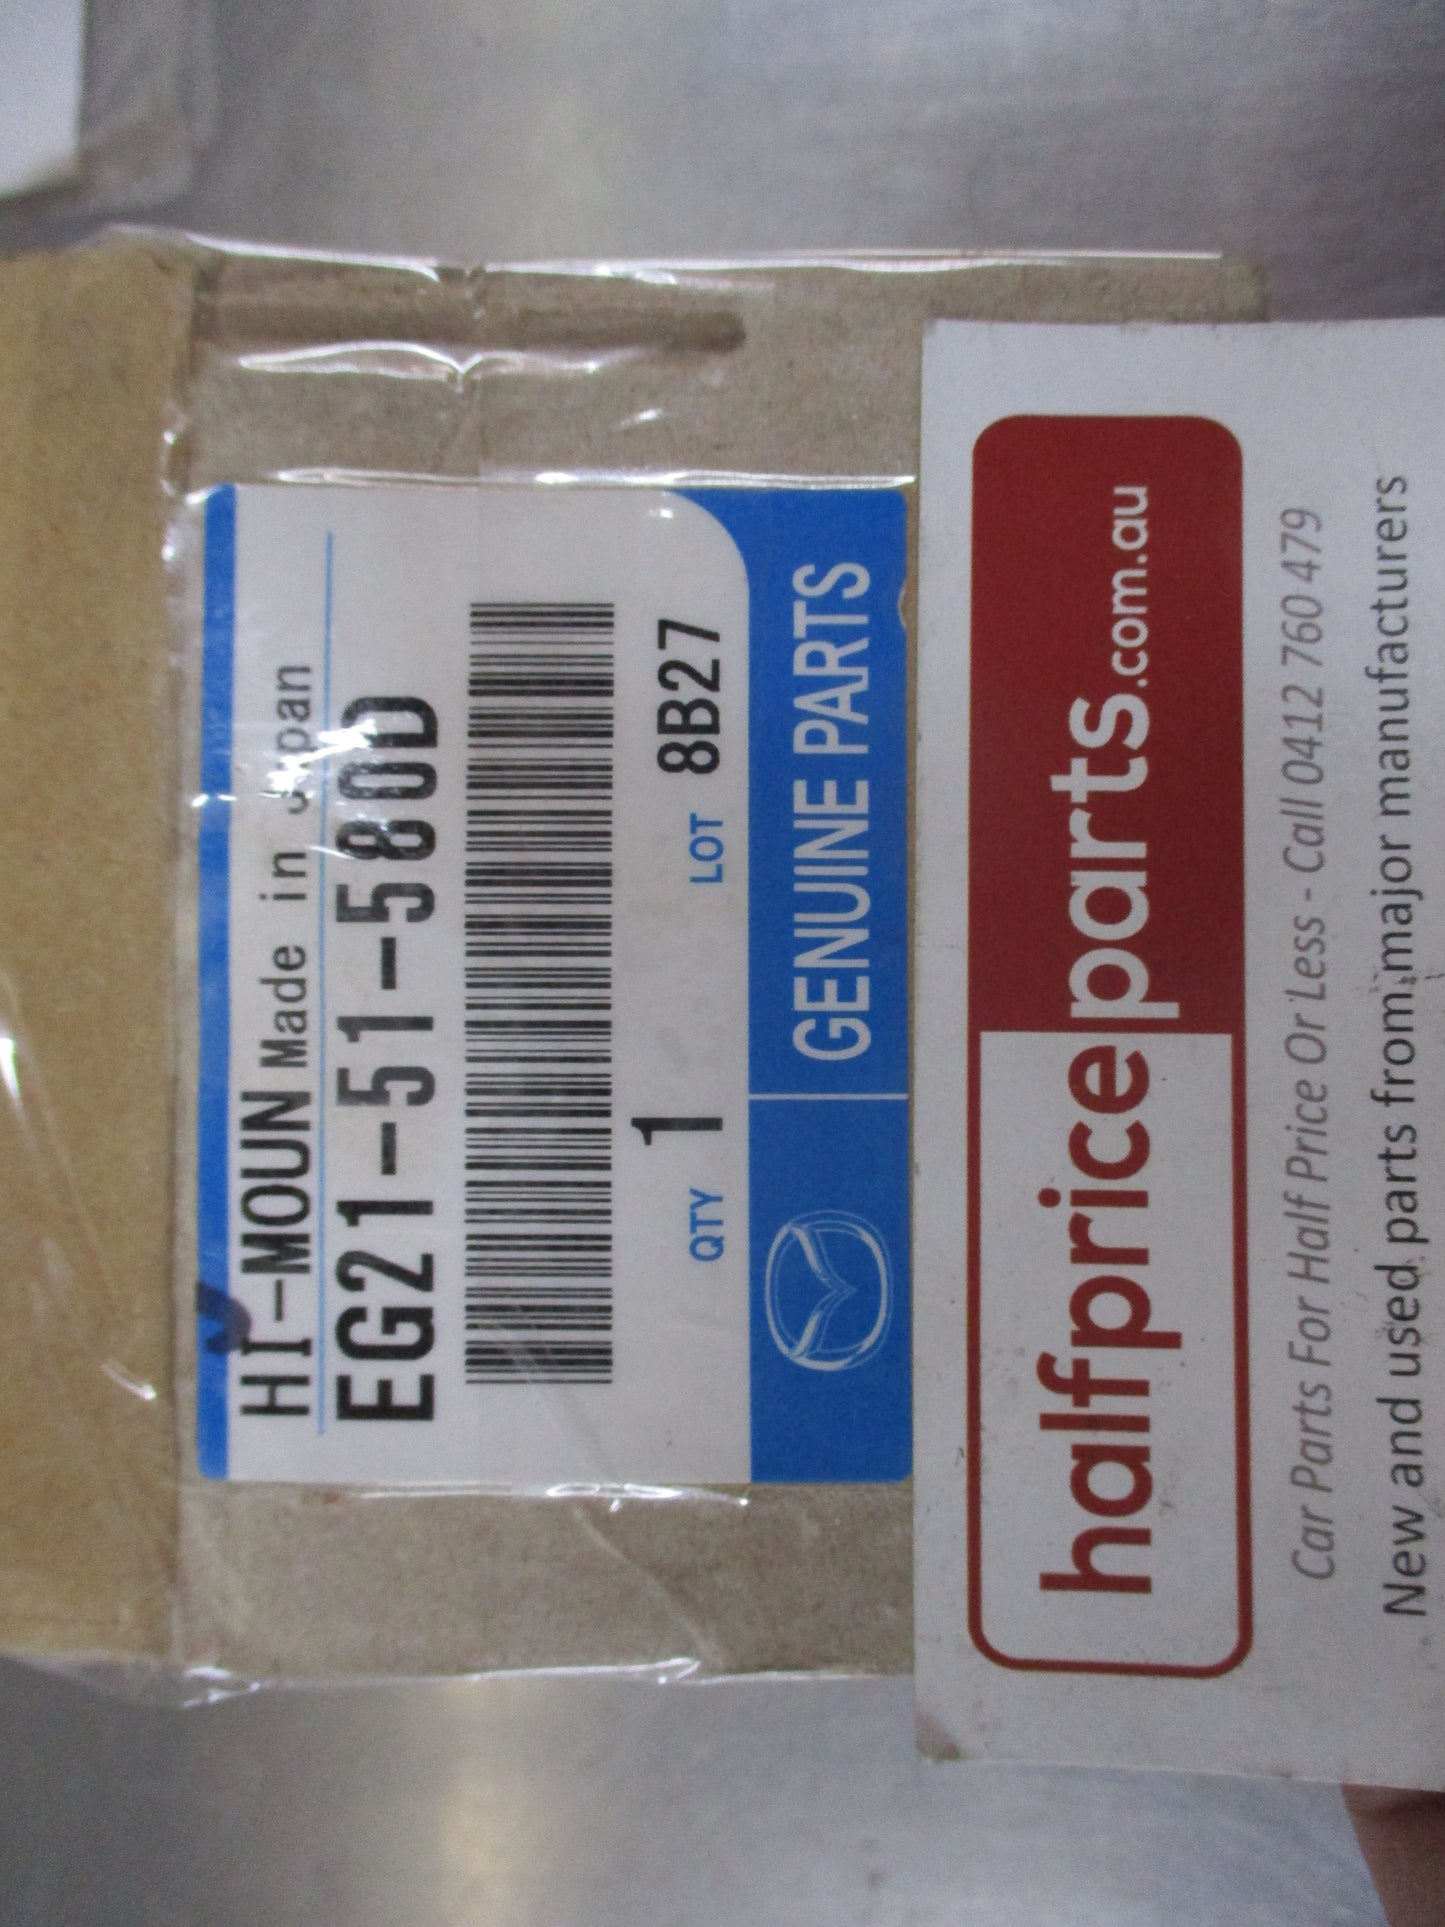 HI-MOUN Made in Japan
EG21-51-580D
QTY 1 LOT 8B27
GENUINE PARTS
halfpriceparts.com.au
Car Parts For Half Price Or Less - Call 0412 760 479
New and used parts from major manufacturers